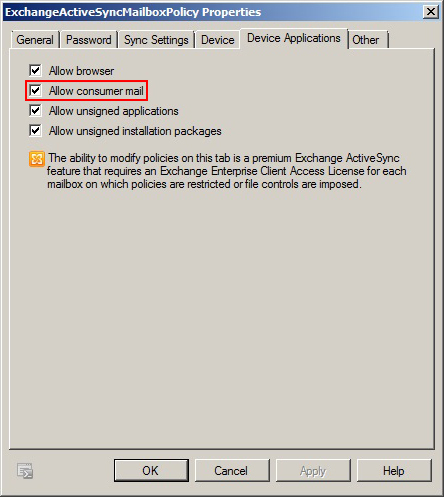 ExchangeActiveSyncMailboxPolicy Properties
General Password Sync Settings Device Device Applications Other
Allow browser
Allow consumer mail
Allow unsigned applications
Allow unsigned installation packages
The ability to modify policies on this tab is a premium Exchange ActiveSync
feature that requires an Exchange Enterprise Client Access License for each
mailbox on which policies are restricted or file controls are imposed.
OK Cancel Apply Help